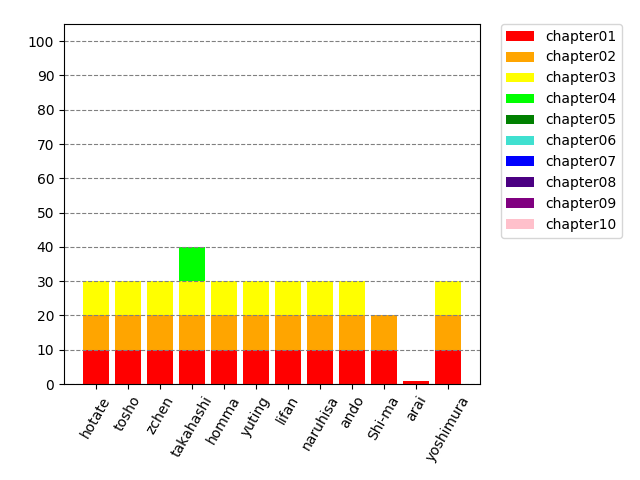 100
90
80
70
60
50
40
30
20
10
0
hotate
tosho
zchen
takahashi
homma
yuting
lifan
naruhisa
ando
Shi-ma
arai
yoshimura
chapter01
chapter02
chapter03
chapter04
chapter05
chapter06
chapter07
chapter08
chapter09
chapter10